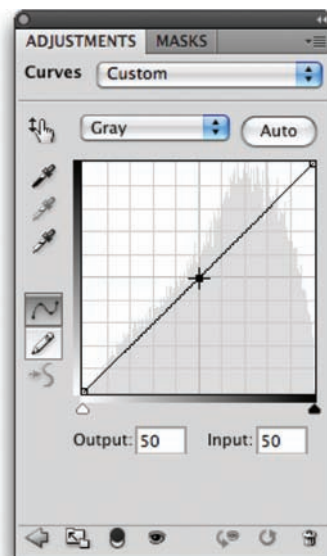 ADJUSTMENTS MASKS
Curves Custom
Gray Auto
Output: 50 Input: 50